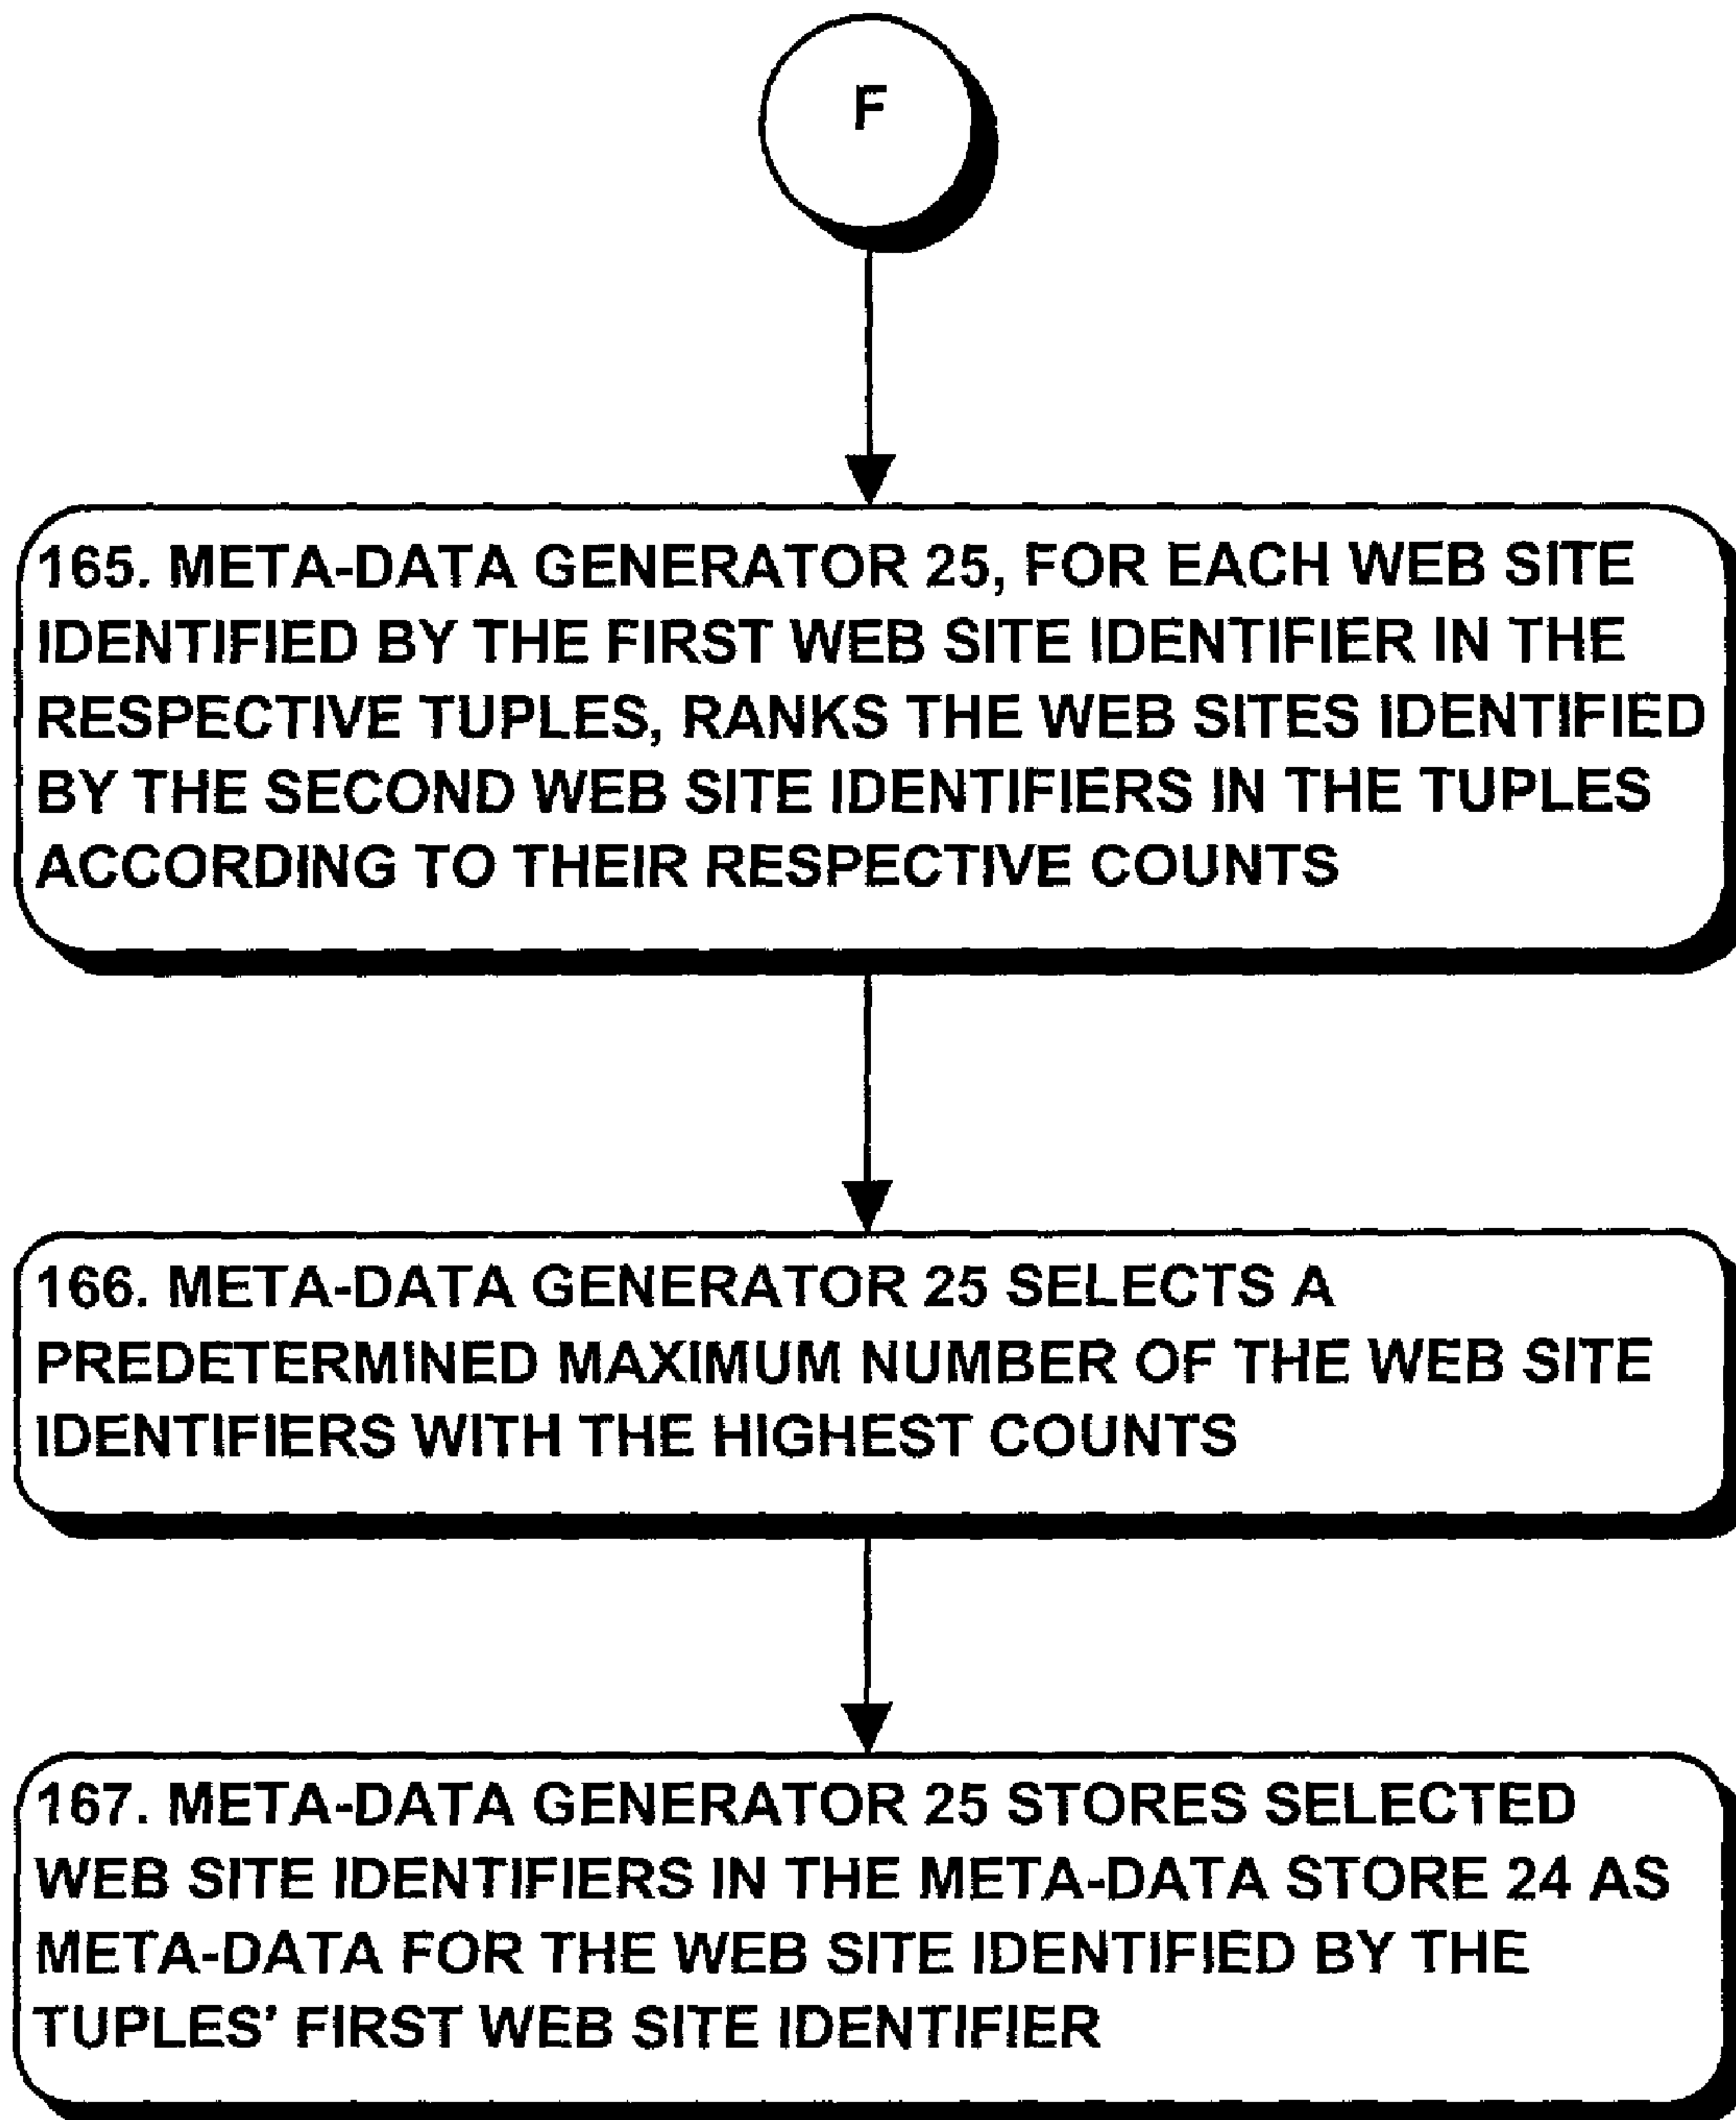 F
165. META-DATA GENERATOR 25, FOR EACH WEB SITE
IDENTIFIED BY THE FIRST WEB SITE IDENTIFIER IN THE
RESPECTIVE TUPLES, RANKS THE WEB SITES IDENTIFIED
BY THE SECOND WEB SITE IDENTIFIERS IN THE TUPLES
ACCORDING TO THEIR RESPECTIVE COUNTS
166. META-DATA GENERATOR 25 SELECTS A
PREDETERMINED MAXIMUM NUMBER OF THE WEB SITE
IDENTIFIERS WITH THE HIGHEST COUNTS
167. META-DATA GENERATOR 25 STORES SELECTED
WEB SITE IDENTIFIERS IN THE META-DATA STORE 24 AS
META-DATA FOR THE WEB SITE IDENTIFIED BY THE
TUPLES' FIRST WEB SITE IDENTIFIER